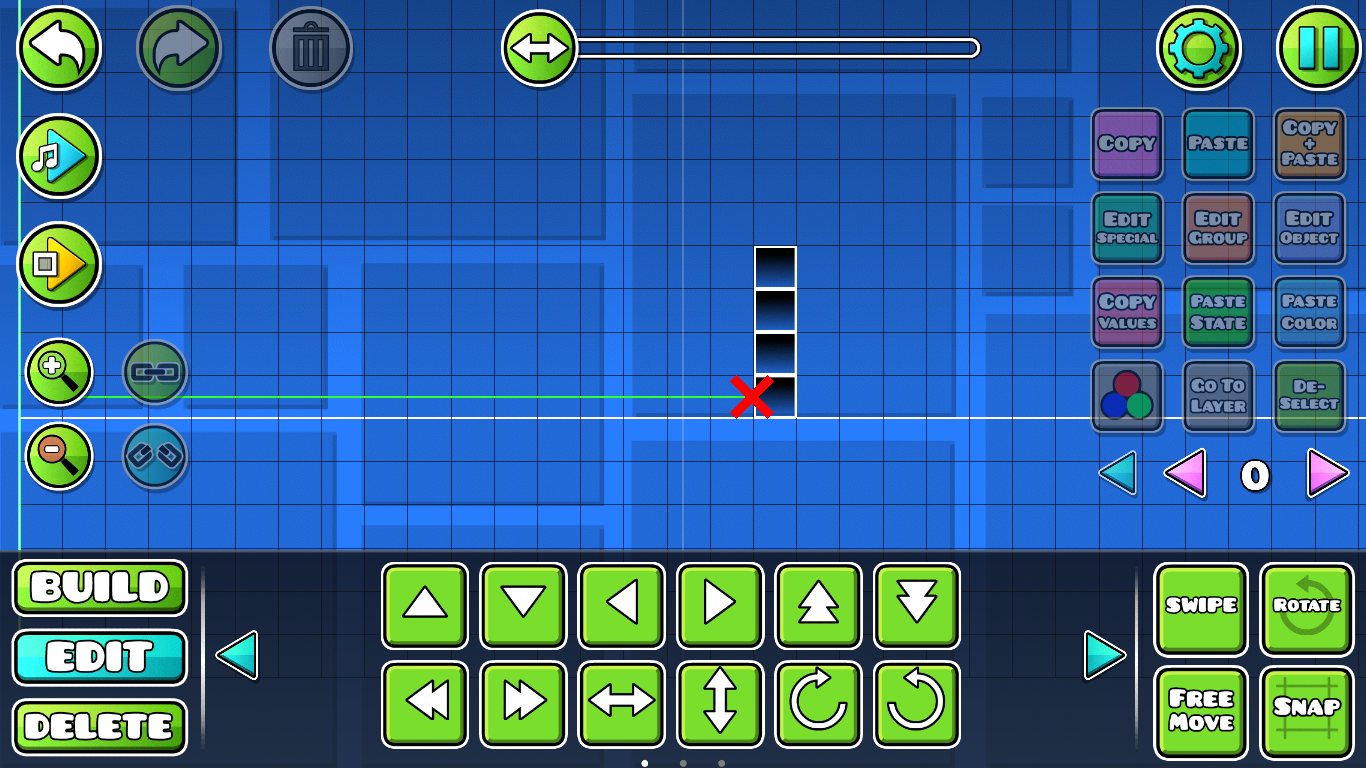 COPY
PASTE
COPY
+
PASTE
EDIT
SPECIAL
EDIT
GROUP
EDIT
OBJECT
COPY
VALUES
PASTE
STATE
PASTE
COLOR
GO TO
LAYER
DE-
SELECT
0
BUILD
EDIT
DELETE
SWIPE
ROTATE
FREE
MOVE
SNAP